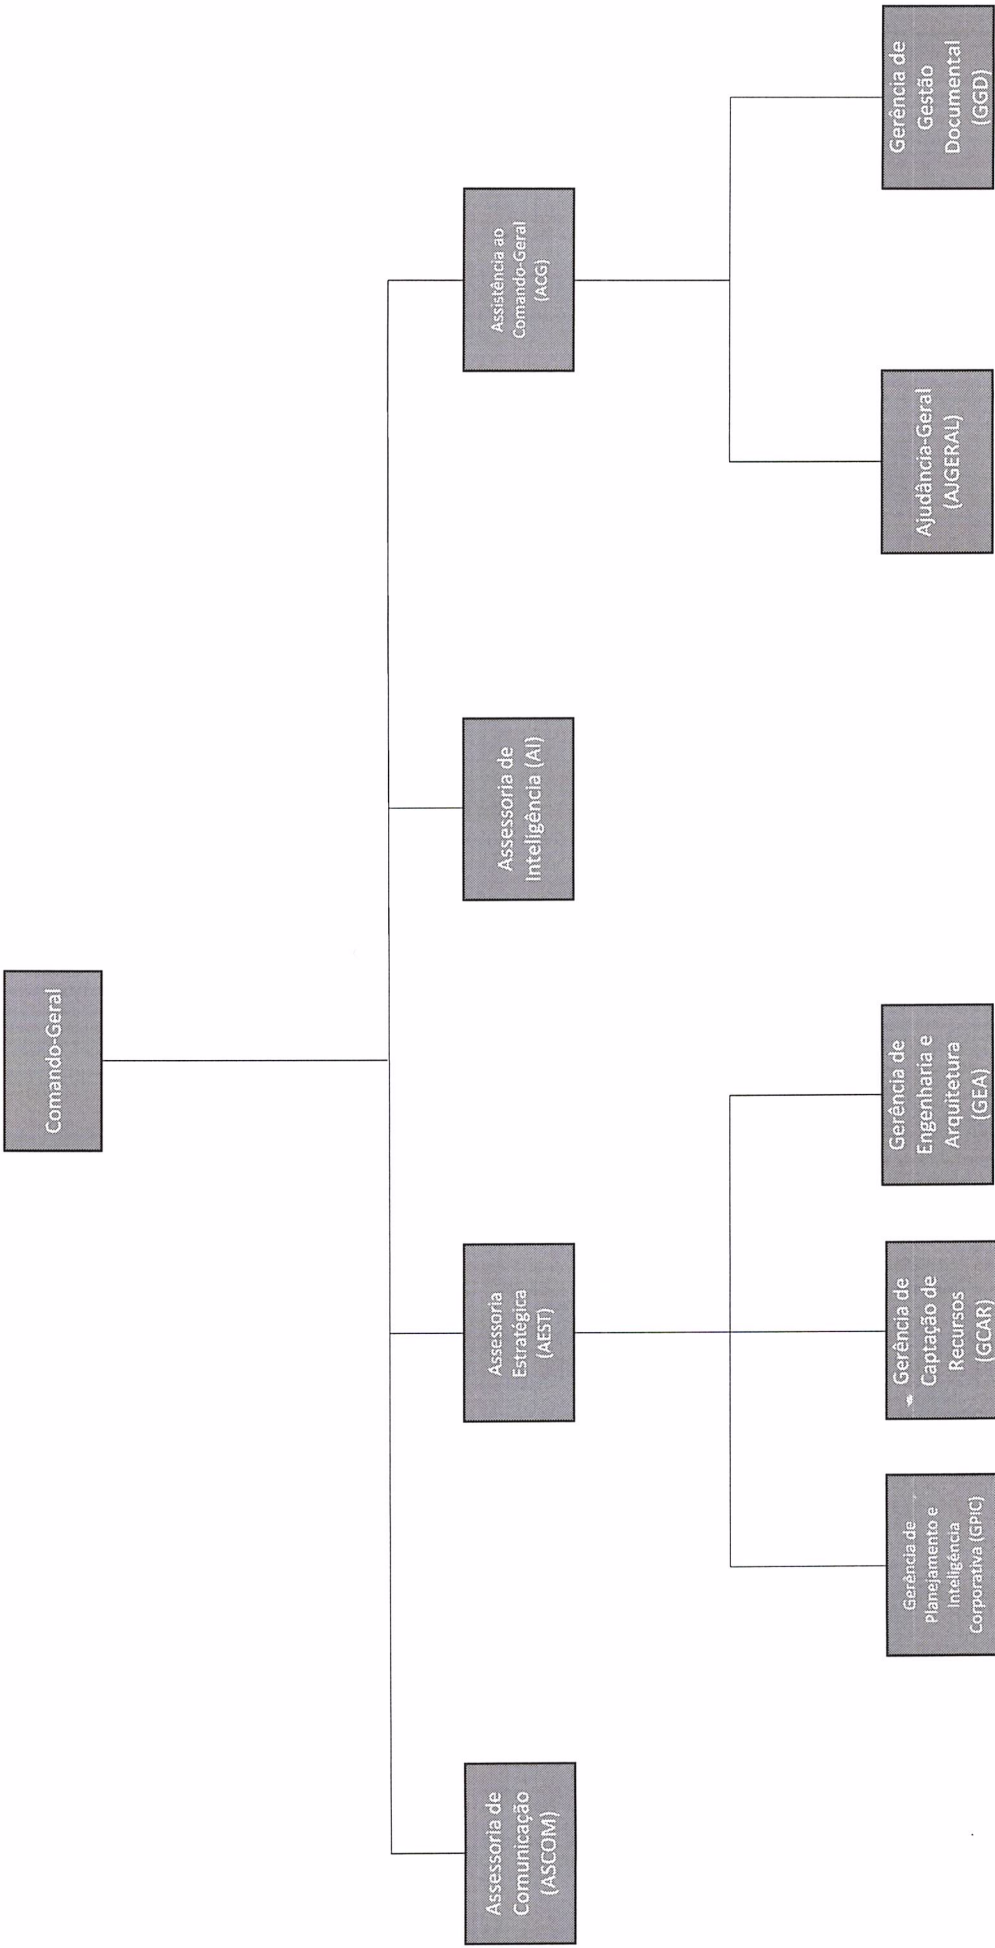 Comando-Geral
Assessoria de
Comunicação
(ASCOM)
Assessoria
Estratégica
(AEST)
Assessoria de
Inteligência (AI)
Assistência ao
Comando-Geral
(ACG)
Gerência de
Planejamento e
Inteligência
Corporativa (GPIC)
Gerência de
Captação de
Recursos
(GCAR)
Gerência de
Engenharia e
Arquitetura
(GEA)
Ajudância-Geral
(AJGERAL)
Gerência de
Gestão
Documental
(GGD)